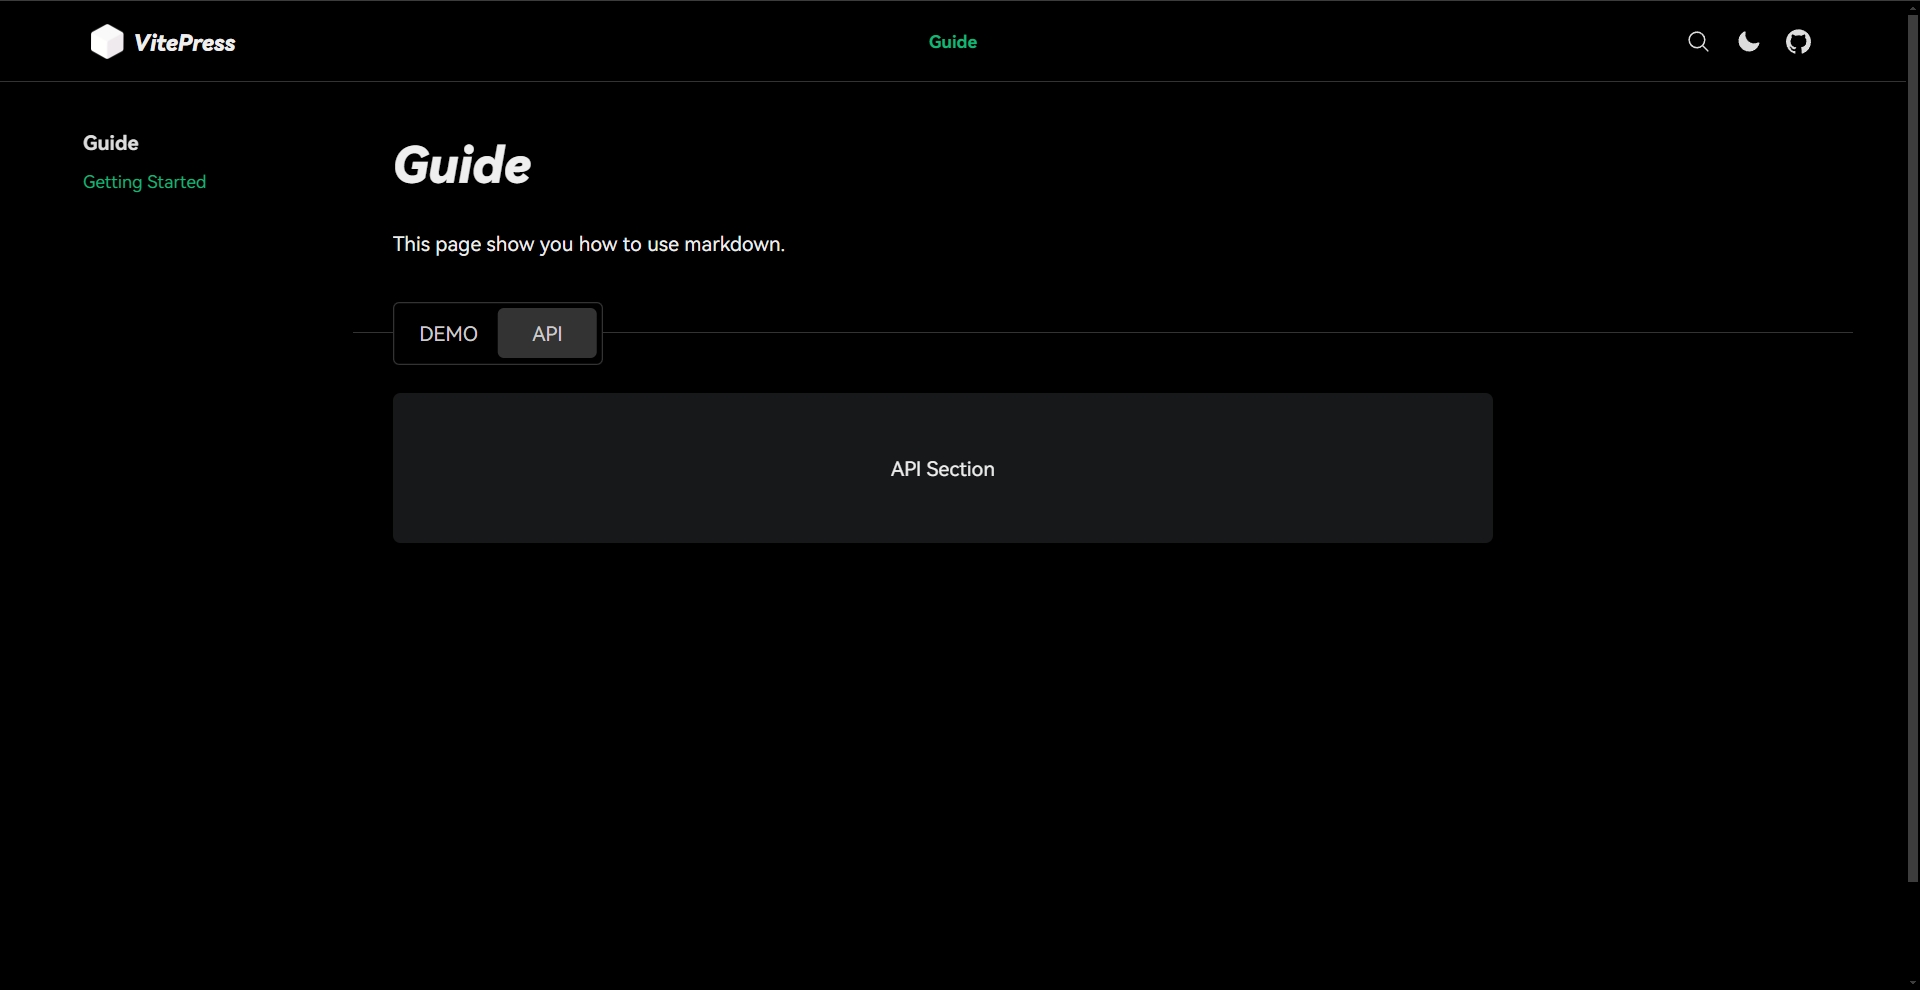 VitePress
Guide
Guide
Getting Started
Guide
This page show you how to use markdown.
DEMO
API
API Section